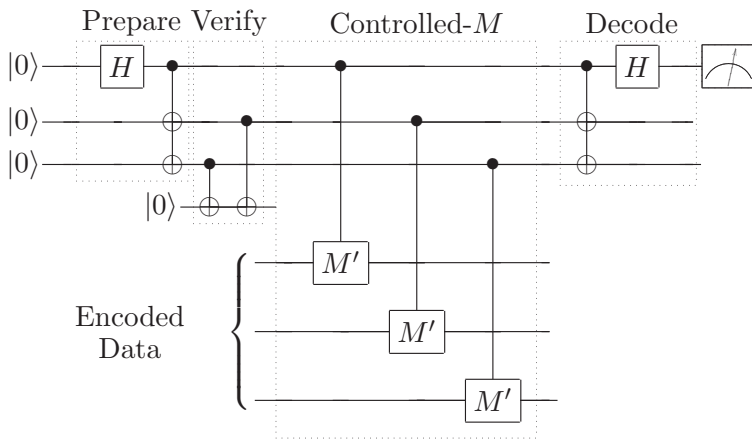 Prepare Verify Controlled-M Decode
|0⟩ H H
|0⟩
|0⟩
|0⟩
M′
Encoded
Data
M′
M′